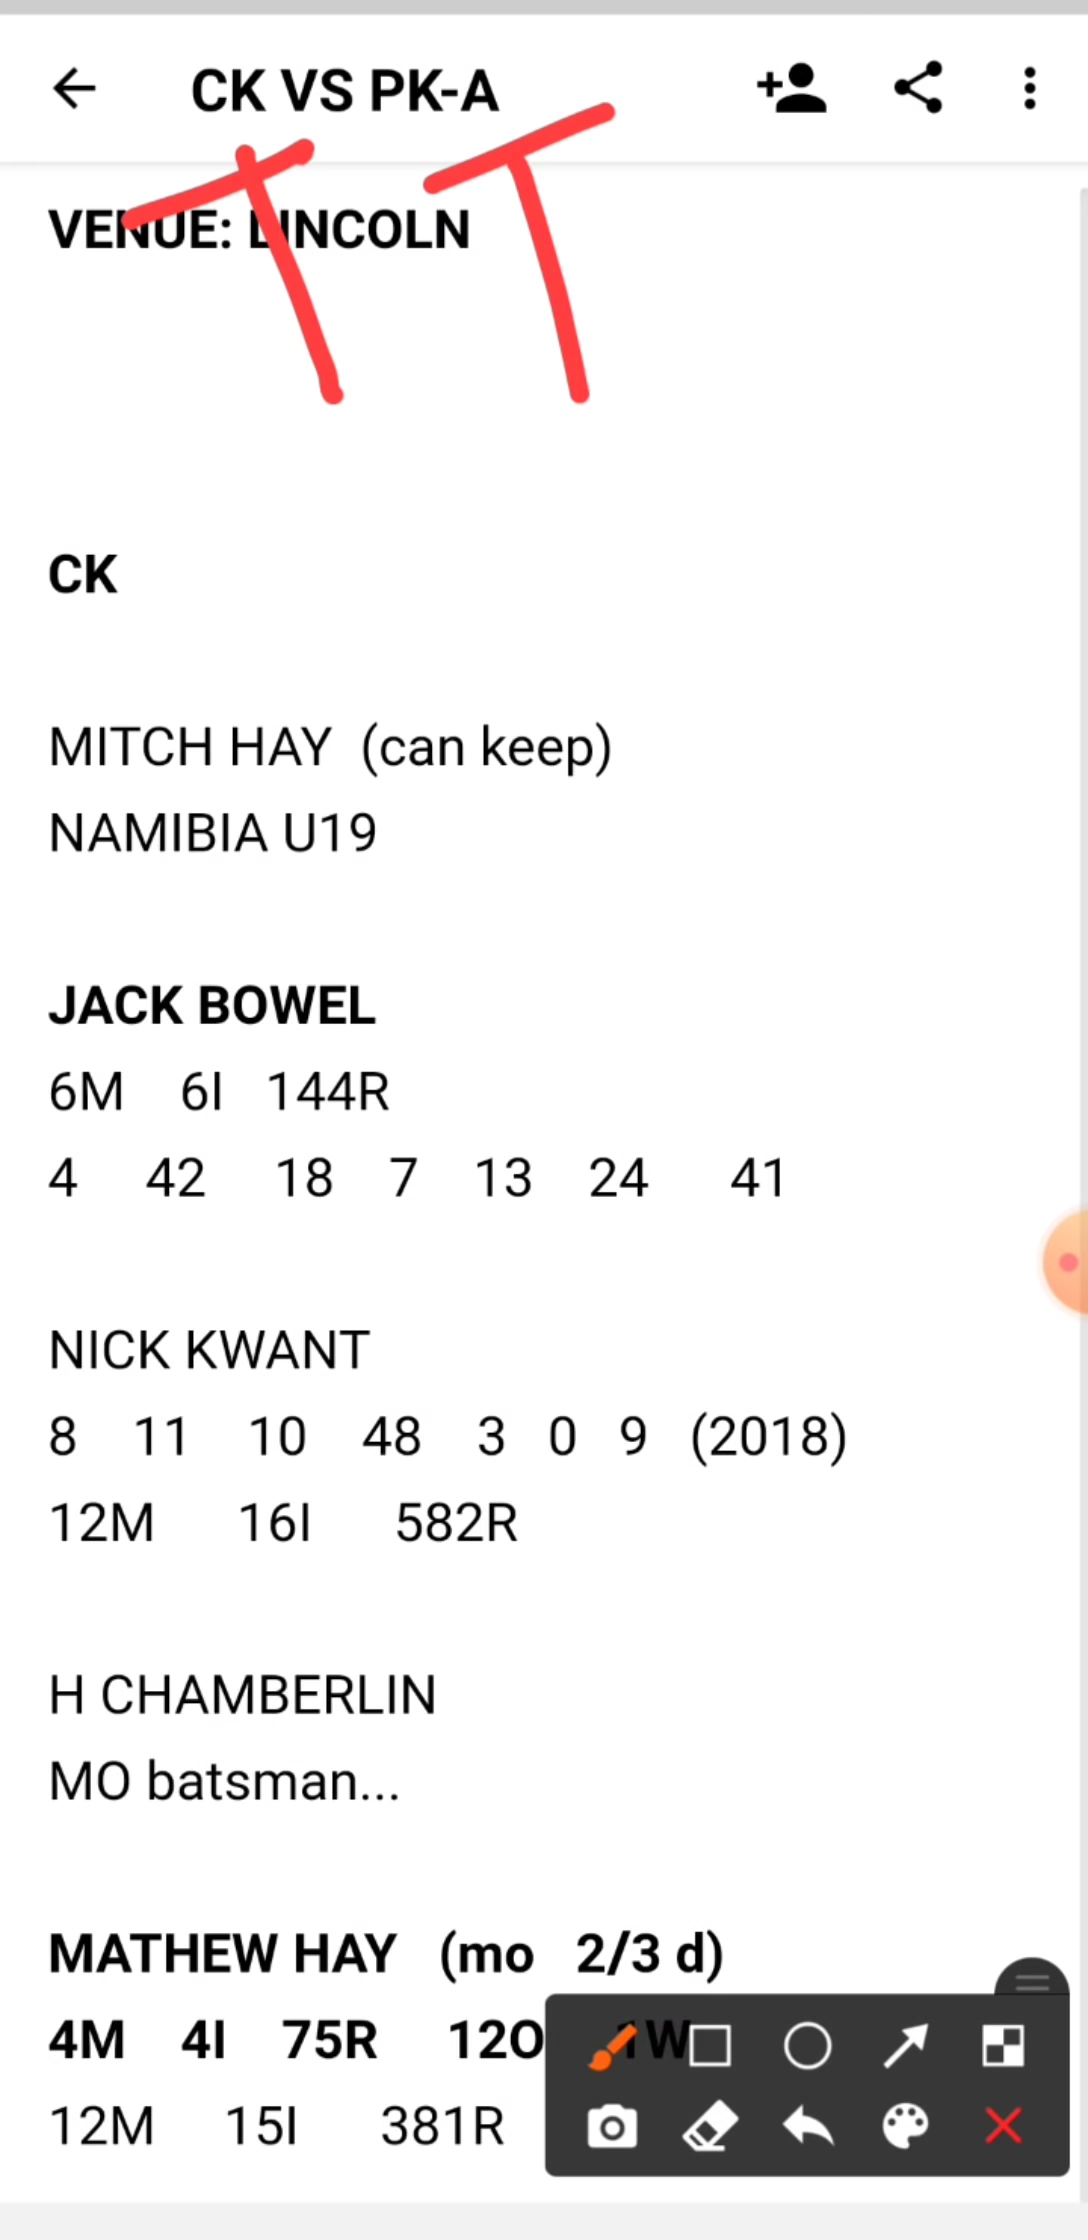 CK VS PK-A
VENUE: LINCOLN
TT
CK
MITCH HAY (can keep)
NAMIBIA U19
JACK BOWEL
6M 6I 144R
4 42 18 7 13 24 41
NICK KWANT
8 11 10 48 3 0 9 (2018)
12M 16I 582R
H CHAMBERLIN
MO batsman...
MATHEW HAY (mo 2/3 d)
4M 4I 75R 12O 1W
12M 15I 381R